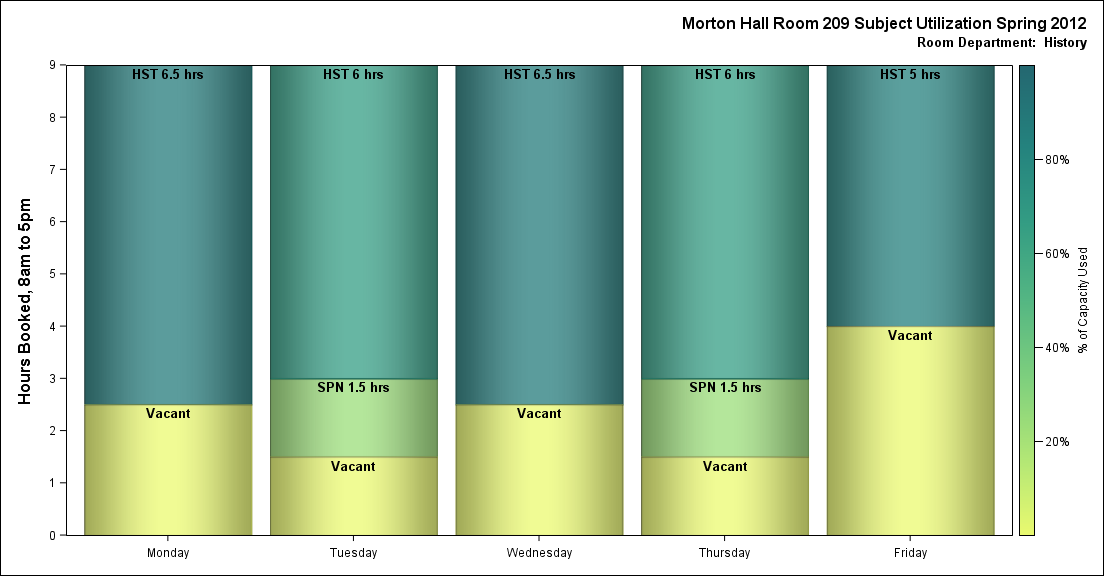 Morton Hall Room 209 Subject Utilization Spring 2012
Room Department: History
Hours Booked, 8am to 5pm
9
8
7
6
5
4
3
2
1
0
HST 6.5 hrs
Vacant
HST 6 hrs
SPN 1.5 hrs
Vacant
HST 6.5 hrs
Vacant
HST 6 hrs
SPN 1.5 hrs
Vacant
HST 5 hrs
Vacant
Monday
Tuesday
Wednesday
Thursday
Friday
80%
60%
40%
20%
% of Capacity Used